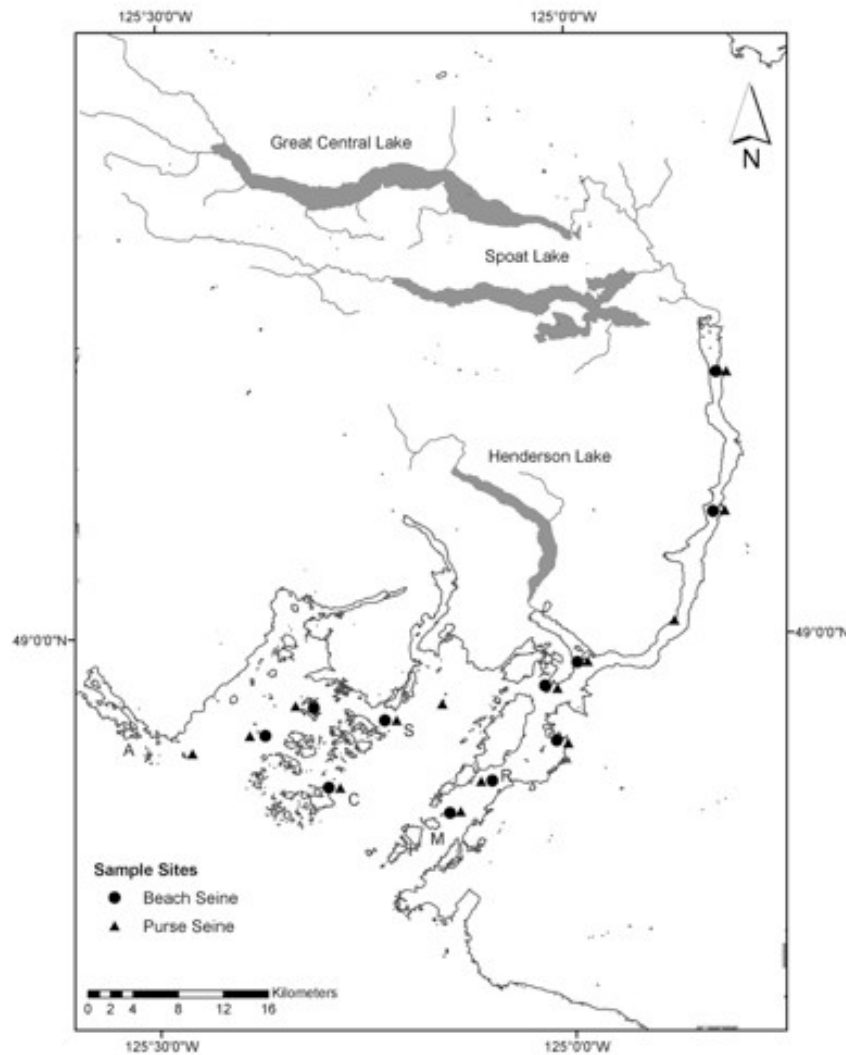 125°30'0"W 125°0'0"W
N
Great Central Lake
Spoat Lake
Henderson Lake
49°0'0"N 49°0'0"N
A
S
C
R
M
Sample Sites
Beach Seine
Purse Seine
Kilometers
0 2 4 8 12 16
125°30'0"W 125°0'0"W